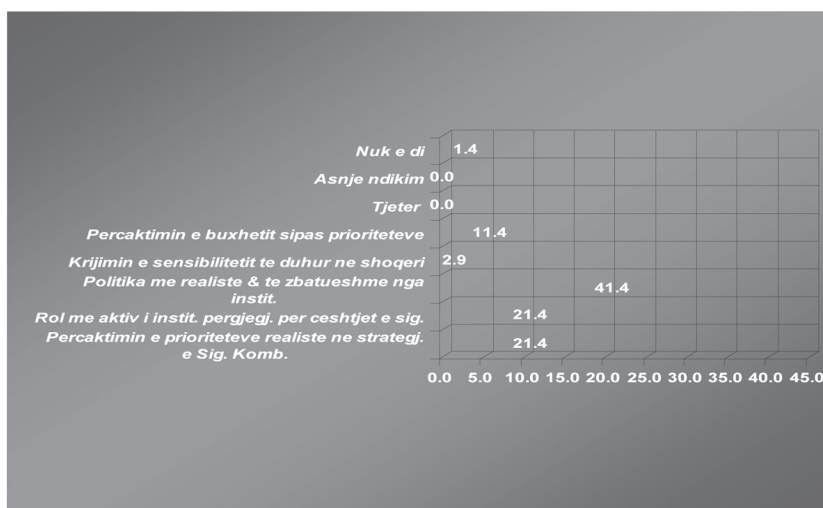 Nuk e di 1.4
Asnje ndikim 0.0
Tjeter 0.0
Percaktimin e buxhetit sipas prioriteteve 11.4
Krijimin e sensibilitetit te duhur ne shoqeri 2.9
Politika me realiste & te zbatueshme nga
instit. 41.4
Rol me aktiv i instit. pergjegj. per ceshtjet e sig. 21.4
Percaktimin e prioriteteve realiste ne strategj.
e Sig. Komb. 21.4
0.0 5.0 10.0 15.0 20.0 25.0 30.0 35.0 40.0 45.0